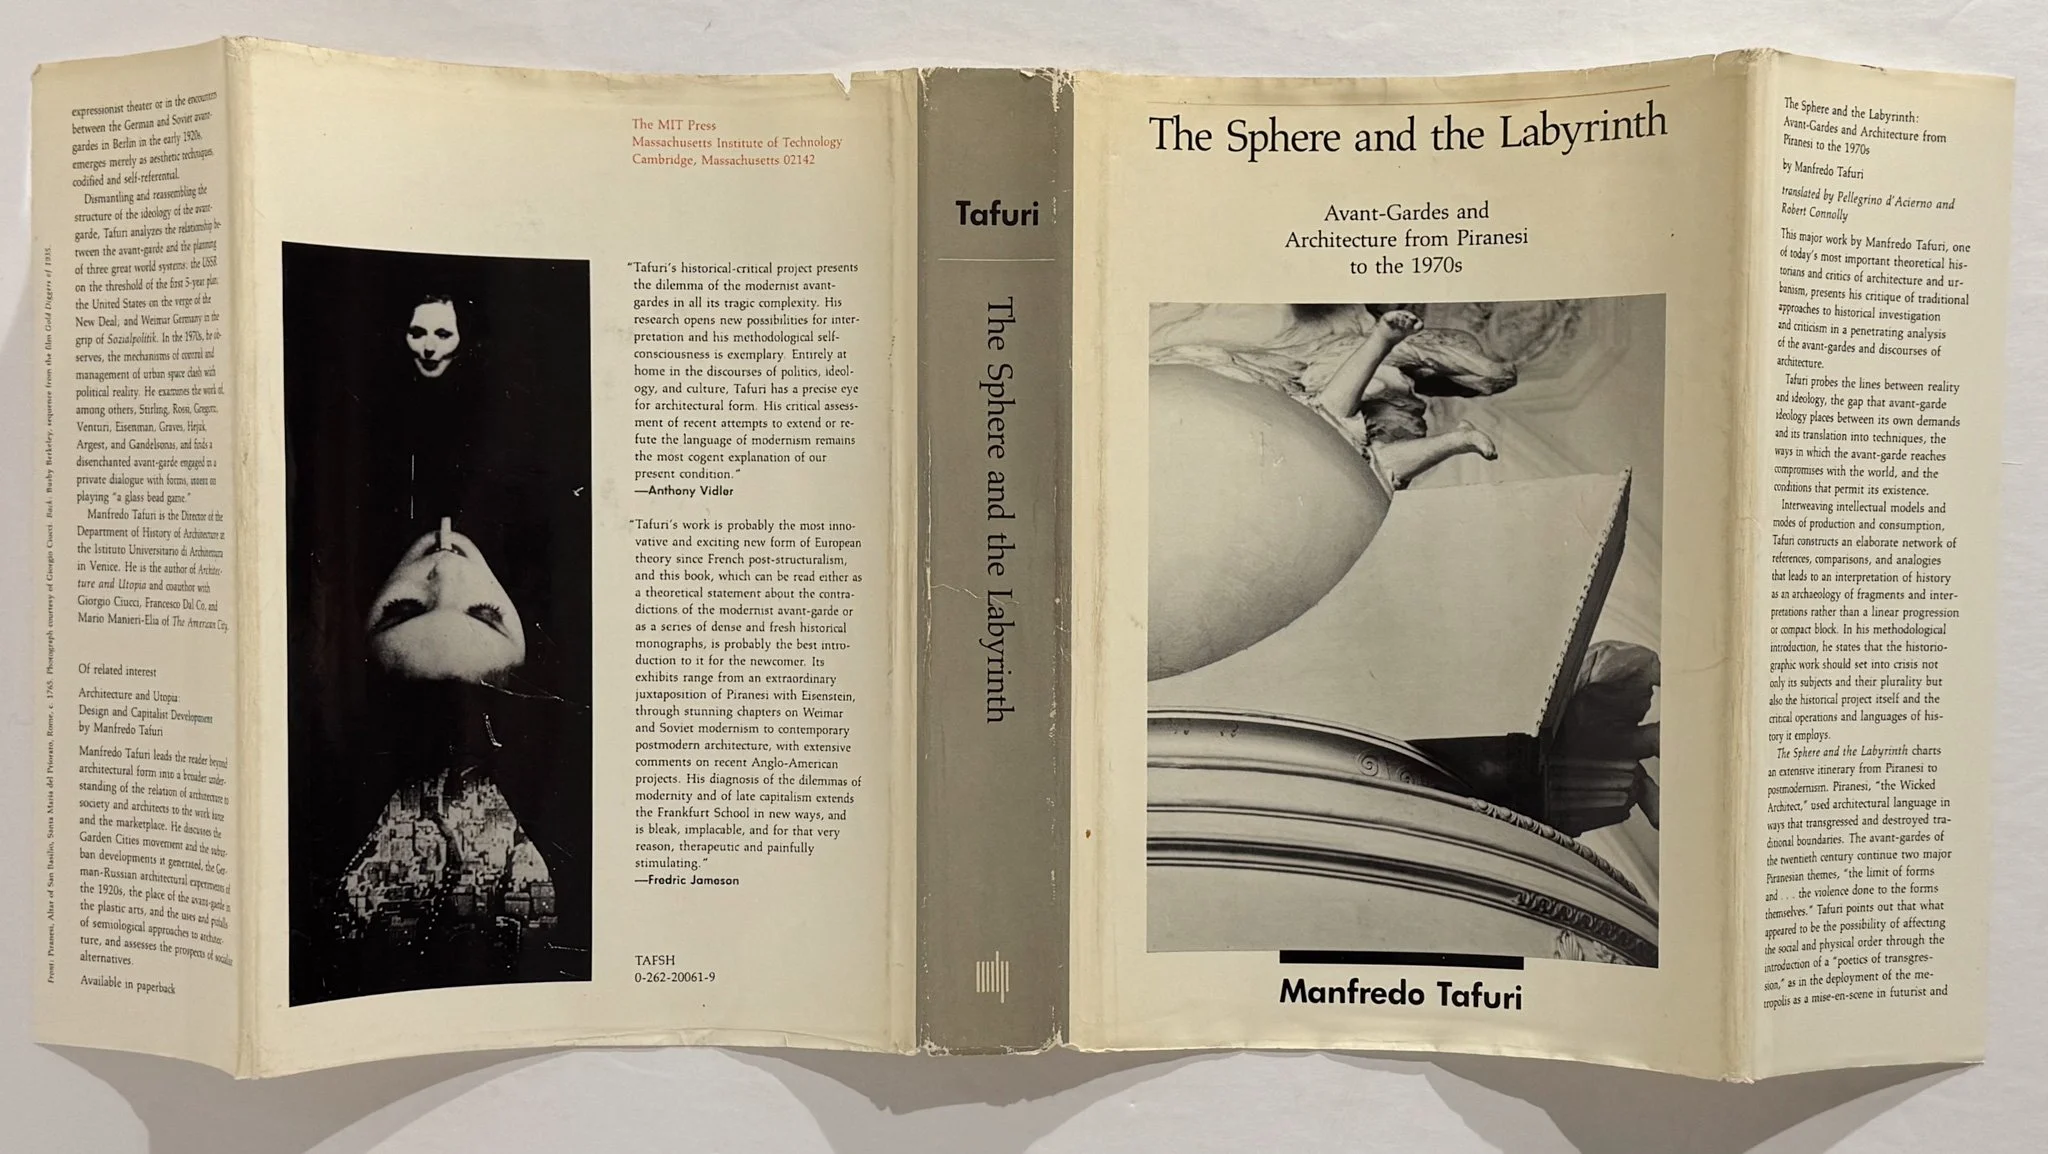 expressionist theater or in the encounters
between the German and Soviet avant-
gardes in Berlin in the early 1920s,
emerges merely as aesthetic techniques,
codified and self-referential.
Dismantling and reassembling the
structure of the ideology of the avant-
garde, Tafuri analyzes the relationship be-
tween the avant-garde and the planning
of three great world systems: the USSR
on the threshold of the first 5-year plan,
the United States on the verge of the
New Deal, and Weimar Germany in the
grip of Sozialpolitik. In the 1970s, he ob-
serves, the mechanisms of control and
management of urban space clash with
political reality. He examines the work of,
among others, Stirling, Rossi, Gregotti,
Venturi, Eisenman, Graves, Hejduk,
Argest, and Gandelsonas, and finds a
disenchanted avant-garde engaged in a
private dialogue with forms, intent on
playing "a glass bead game."
Manfredo Tafuri is the Director of the
Department of History of Architecture at
the Istituto Universitario di Architettura
in Venice. He is the author of Architec-
ture and Utopia and coauthor with
Giorgio Ciucci, Francesco Dal Co, and
Mario Manieri-Elia of The American City.
Of related interest
Architecture and Utopia:
Design and Capitalist Development
by Manfredo Tafuri
Manfredo Tafuri leads the reader beyond
architectural form into a broader under-
standing of the relation of architecture to
society and architects to the work force
and the marketplace. He discusses the
Garden Cities movement and the subur-
ban developments it generated, the Ger-
man-Russian architectural experiments of
the 1920s, the place of the avant-garde in
the plastic arts, and the uses and pitfalls
of semiological approaches to architec-
ture, and assesses the prospects of socialist
alternatives.
Available in paperback
Front: Piranesi, Altar of San Basilio, Santa Maria del Priorato, Rome, c. 1765. Photograph courtesy of Giorgio Ciucci. Back: Busby Berkeley, sequence from the film Gold Diggers of 1935.
The MIT Press
Massachusetts Institute of Technology
Cambridge, Massachusetts 02142
"Tafuri's historical-critical project presents
the dilemma of the modernist avant-
gardes in all its tragic complexity. His
research opens new possibilities for inter-
pretation and his methodological self-
consciousness is exemplary. Entirely at
home in the discourses of politics, ideol-
ogy, and culture, Tafuri has a precise eye
for architectural form. His critical assess-
ment of recent attempts to extend or re-
fute the language of modernism remains
the most cogent explanation of our
present condition."
—Anthony Vidler
"Tafuri's work is probably the most inno-
vative and exciting new form of European
theory since French post-structuralism,
and this book, which can be read either as
a theoretical statement about the contra-
dictions of the modernist avant-garde or
as a series of dense and fresh historical
monographs, is probably the best intro-
duction to it for the newcomer. Its
exhibits range from an extraordinary
juxtaposition of Piranesi with Eisenstein,
through stunning chapters on Weimar
and Soviet modernism to contemporary
postmodern architecture, with extensive
comments on recent Anglo-American
projects. His diagnosis of the dilemmas of
modernity and of late capitalism extends
the Frankfurt School in new ways, and
is bleak, implacable, and for that very
reason, therapeutic and painfully
stimulating."
—Fredric Jameson
TAFSH
0-262-20061-9
Tafuri
The Sphere and the Labyrinth
The Sphere and the Labyrinth
Avant-Gardes and
Architecture from Piranesi
to the 1970s
Manfredo Tafuri
The Sphere and the Labyrinth:
Avant-Gardes and Architecture from
Piranesi to the 1970s
by Manfredo Tafuri
translated by Pellegrino d'Acierno and
Robert Connolly
This major work by Manfredo Tafuri, one
of today's most important theoretical his-
torians and critics of architecture and ur-
banism, presents his critique of traditional
approaches to historical investigation
and criticism in a penetrating analysis
of the avant-gardes and discourses of
architecture.
Tafuri probes the lines between reality
and ideology, the gap that avant-garde
ideology places between its own demands
and its translation into techniques, the
ways in which the avant-garde reaches
compromises with the world, and the
conditions that permit its existence.
Interweaving intellectual models and
modes of production and consumption,
Tafuri constructs an elaborate network of
references, comparisons, and analogies
that leads to an interpretation of history
as an archaeology of fragments and inter-
pretations rather than a linear progression
or compact block. In his methodological
introduction, he states that the historio-
graphic work should set into crisis not
only its subjects and their plurality but
also the historical project itself and the
critical operations and languages of his-
tory it employs.
The Sphere and the Labyrinth charts
an extensive itinerary from Piranesi to
postmodernism. Piranesi, "the Wicked
Architect," used architectural language in
ways that transgressed and destroyed tra-
ditional boundaries. The avant-gardes of
the twentieth century continue two major
Piranesian themes, "the limit of forms
and . . . the violence done to the forms
themselves." Tafuri points out that what
appeared to be the possibility of affecting
the social and physical order through the
introduction of a "poetics of transgres-
sion," as in the deployment of the me-
tropolis as a mise-en-scene in futurist and